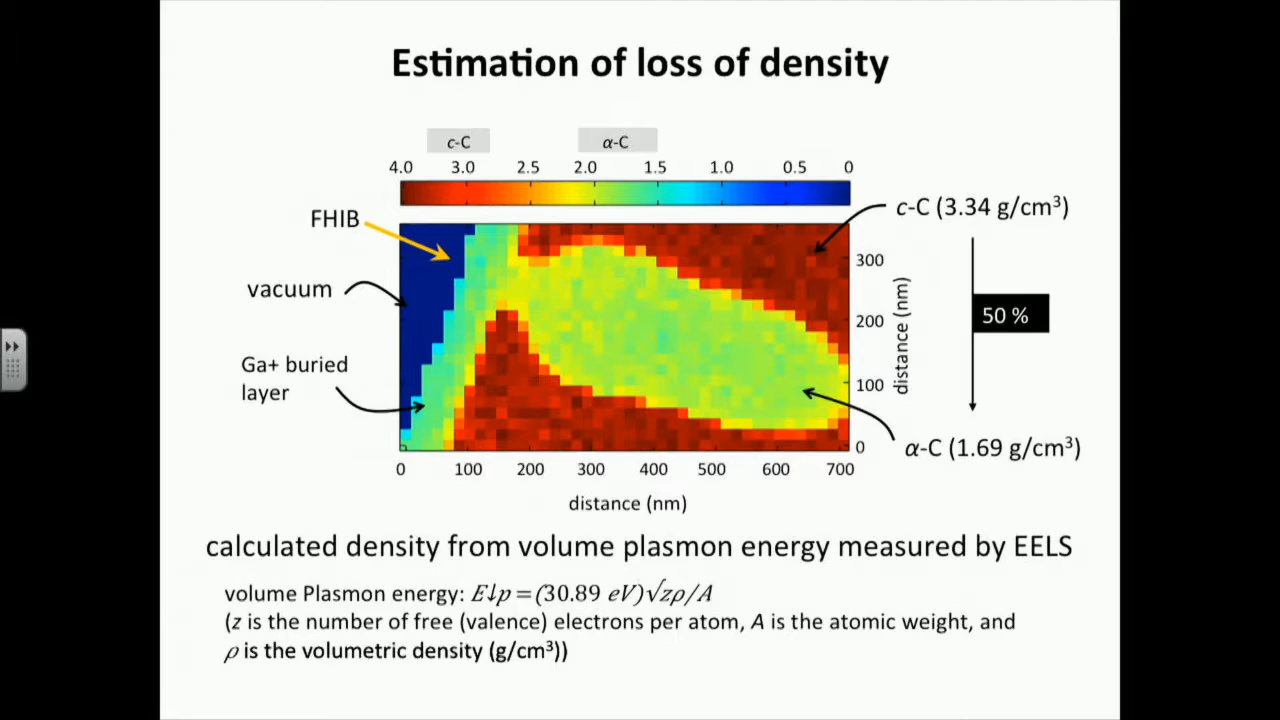 Estimation of loss of density
c-C
α-C
4.0 3.0 2.5 2.0 1.5 1.0 0.5 0
FHIB
c-C (3.34 g/cm³)
300
vacuum
200
50 %
distance (nm)
Ga+ buried
layer
100
0
α-C (1.69 g/cm³)
0 100 200 300 400 500 600 700
distance (nm)
calculated density from volume plasmon energy measured by EELS
volume Plasmon energy: E↓p=(30.89 eV)√zρ/A
(z is the number of free (valence) electrons per atom, A is the atomic weight, and
ρ is the volumetric density (g/cm³))